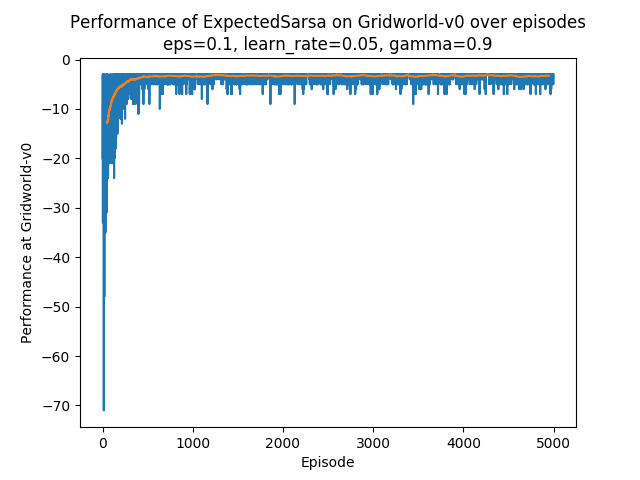 Performance of ExpectedSarsa on Gridworld-v0 over episodes
eps=0.1, learn_rate=0.05, gamma=0.9
Performance at Gridworld-v0
0
−10
−20
−30
−40
−50
−60
−70
0 1000 2000 3000 4000 5000
Episode